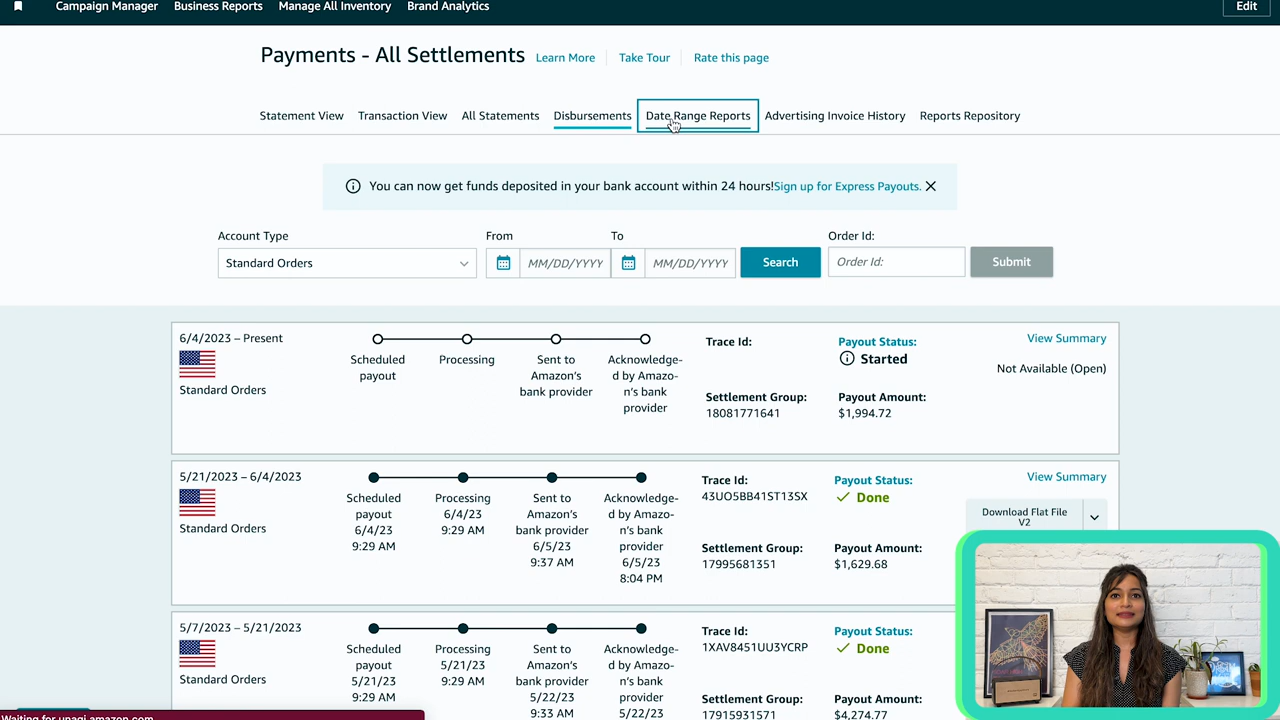 Campaign Manager Business Reports Manage All Inventory Brand Analytics Edit
Payments - All Settlements Learn More Take Tour Rate this page
Statement View Transaction View All Statements Disbursements Date Range Reports Advertising Invoice History Reports Repository
You can now get funds deposited in your bank account within 24 hours!Sign up for Express Payouts.
Account Type From To Order Id:
Standard Orders MM/DD/YYYY MM/DD/YYYY Search Order Id: Submit
6/4/2023 – Present
Standard Orders
Scheduled
payout
Processing
Sent to
Amazon's
bank provider
Acknowledge-
d by Amazo-
n's bank
provider
Trace Id:
Settlement Group:
18081771641
Payout Status:
Started
Payout Amount:
$1,994.72
View Summary
Not Available (Open)
5/21/2023 – 6/4/2023
Standard Orders
Scheduled
payout
6/4/23
9:29 AM
Processing
6/4/23
9:29 AM
Sent to
Amazon's
bank provider
6/5/23
9:37 AM
Acknowledge-
d by Amazo-
n's bank
provider
6/5/23
8:04 PM
Trace Id:
43UO5BB41ST13SX
Settlement Group:
17995681351
Payout Status:
Done
Payout Amount:
$1,629.68
View Summary
Download Flat File
V2
5/7/2023 – 5/21/2023
Standard Orders
Scheduled
payout
5/21/23
9:29 AM
Processing
5/21/23
9:29 AM
Sent to
Amazon's
bank provider
5/22/23
9:33 AM
Acknowledge-
d by Amazo-
n's bank
provider
5/22/23
Trace Id:
1XAV8451UU3YCRP
Settlement Group:
17915931571
Payout Status:
Done
Payout Amount:
$4,274.77
Waiting for unagi.amazon.com